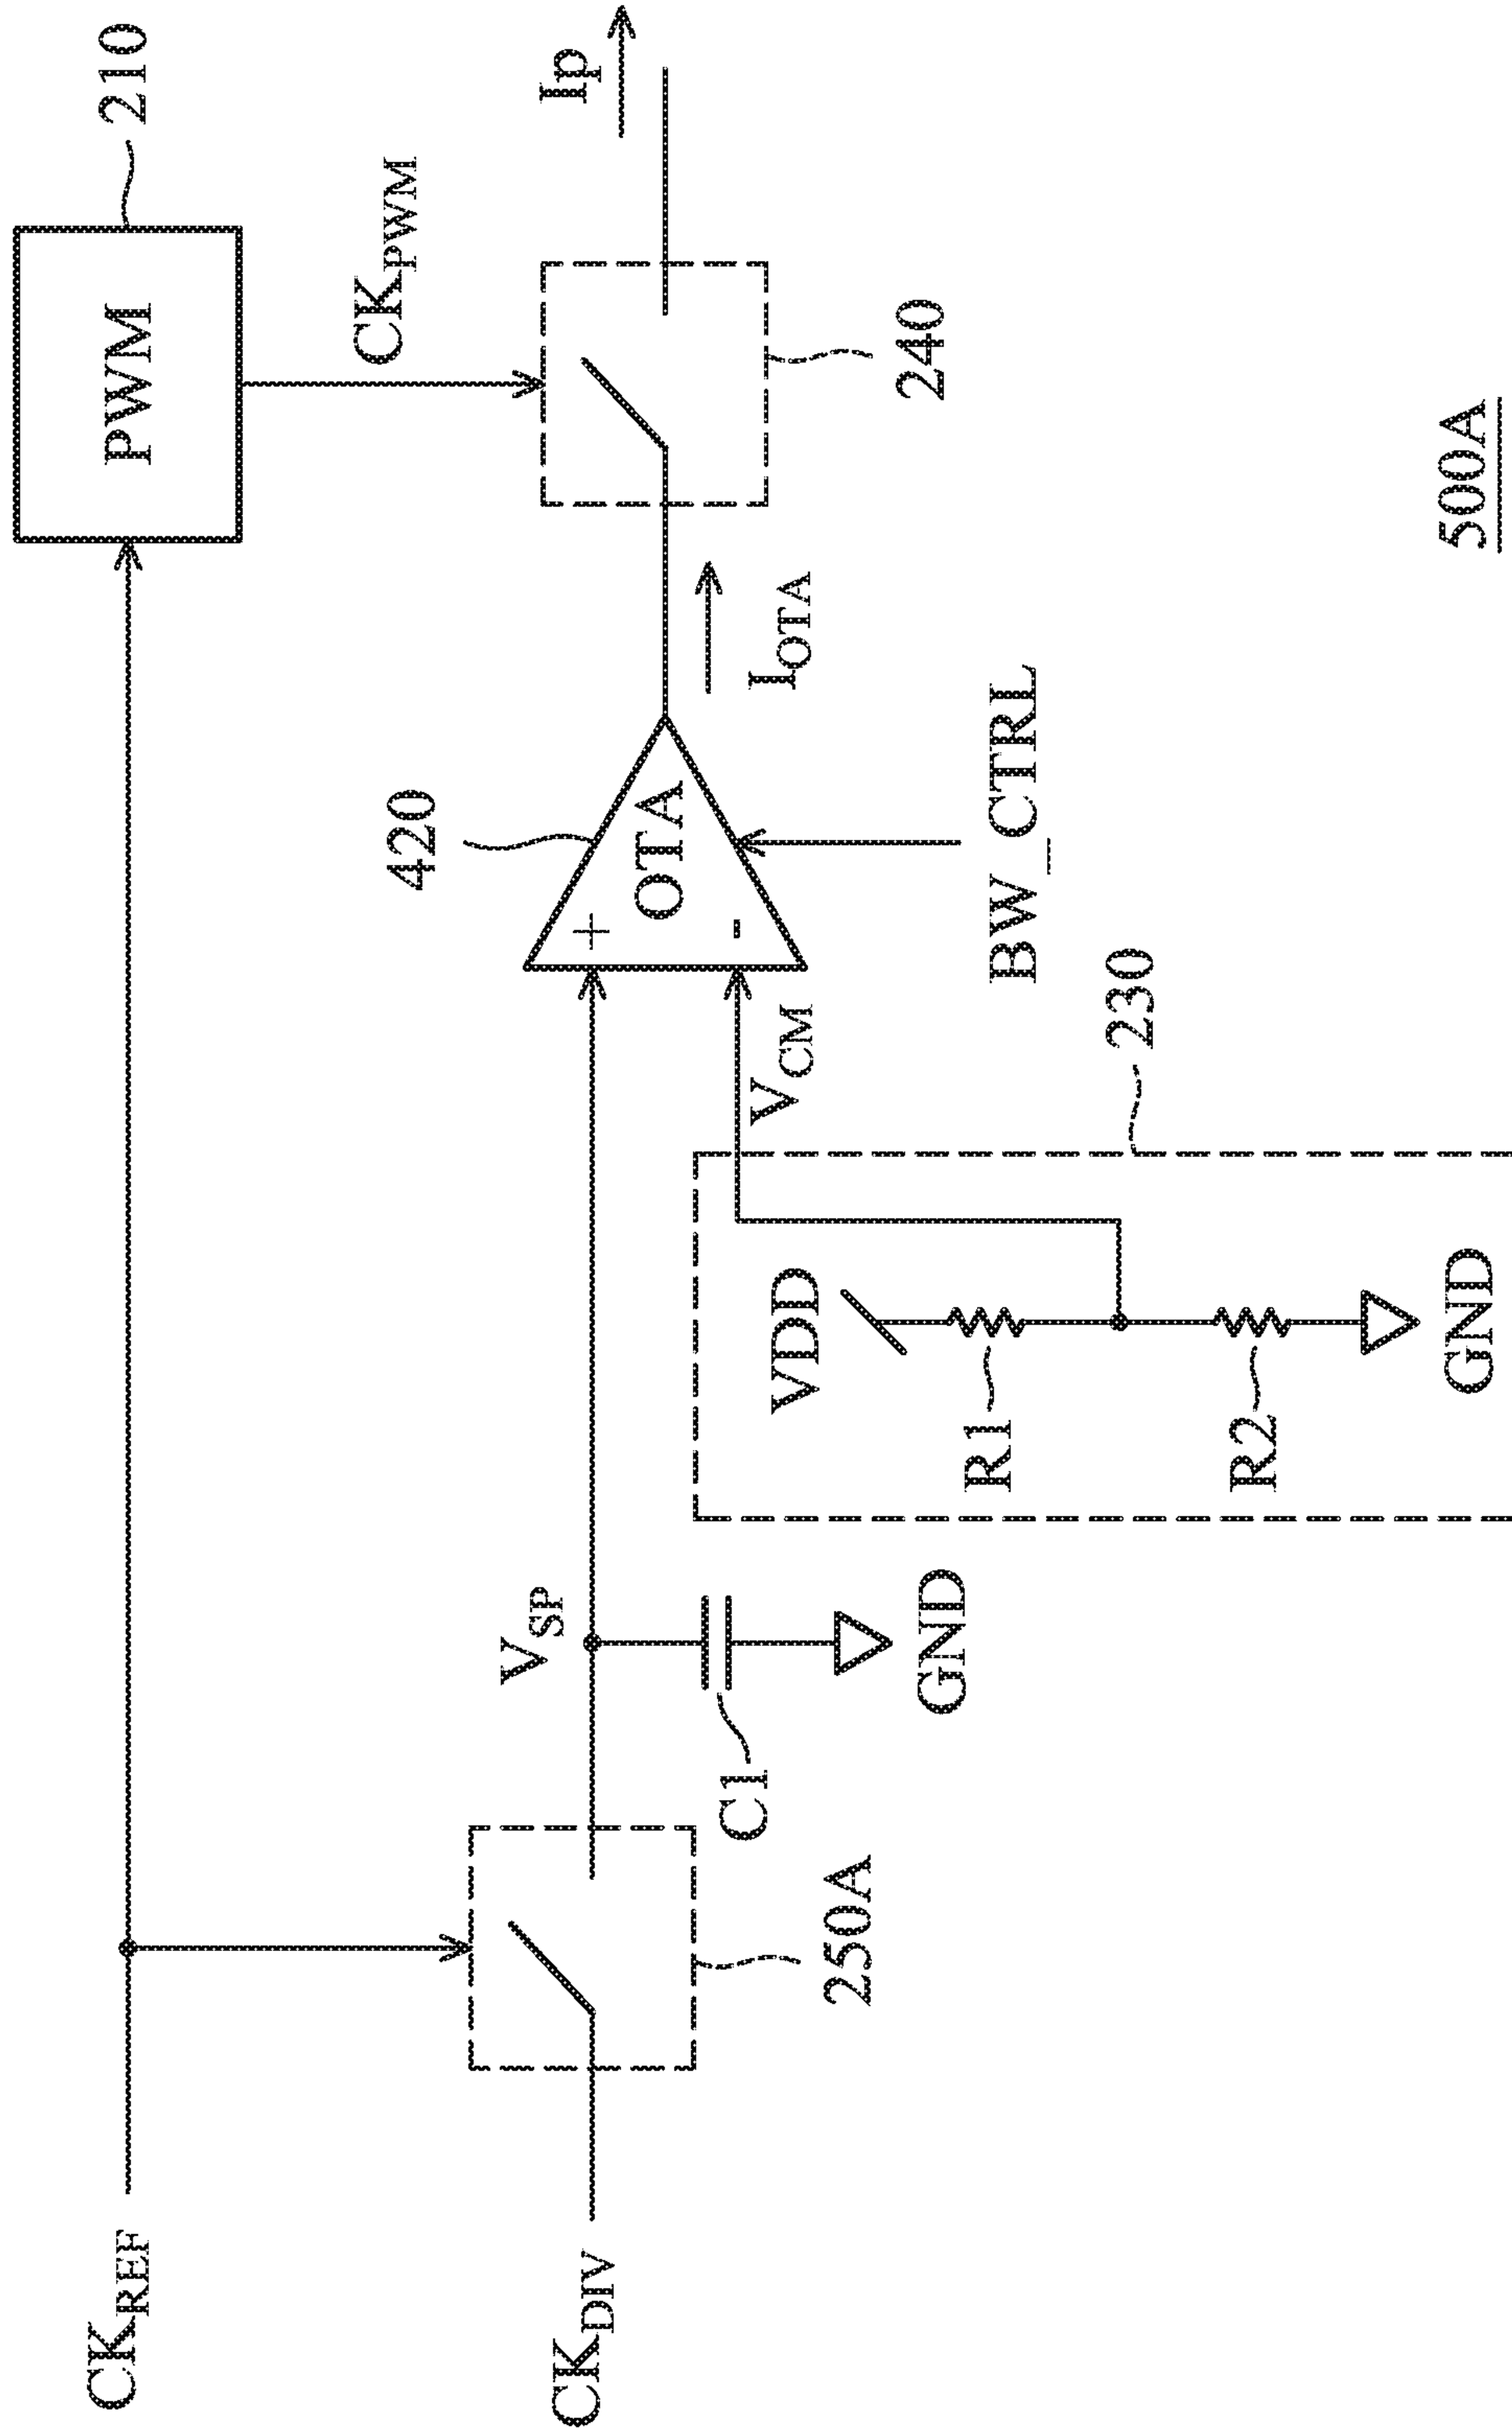 CKREF
PWM
210
CKPWM
CKDIV
250A
VSP
C1
GND
420
OTA
+
-
IOTA
Ip
240
VCM
BW_CTRL
230
VDD
R1
R2
GND
500A